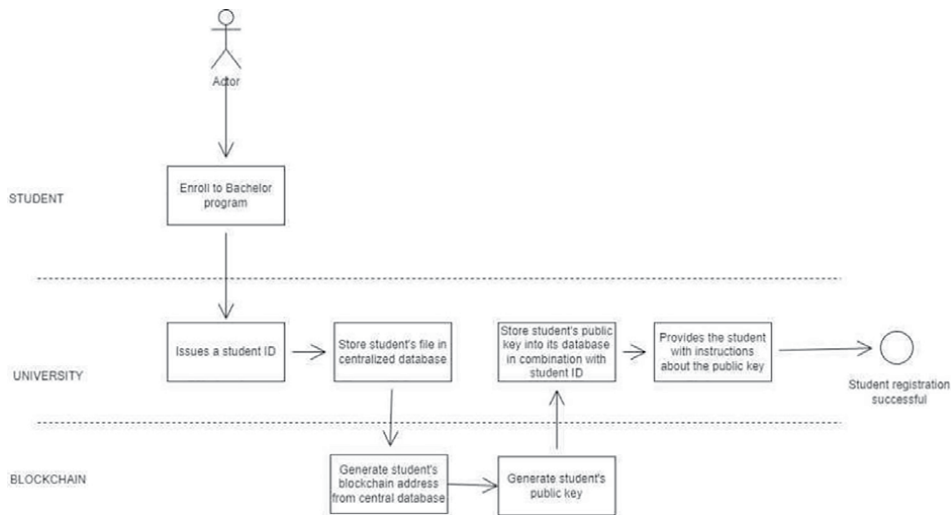 Actor
Enroll to Bachelor
program
STUDENT
Issues a student ID
Store student's file in
centralized database
Store student's public
key into its database
in combination with
student ID
Provides the student
with instructions
about the public key
UNIVERSITY
Student registration
successful
Generate student's
blockchain address
from central database
Generate student's
public key
BLOCKCHAIN